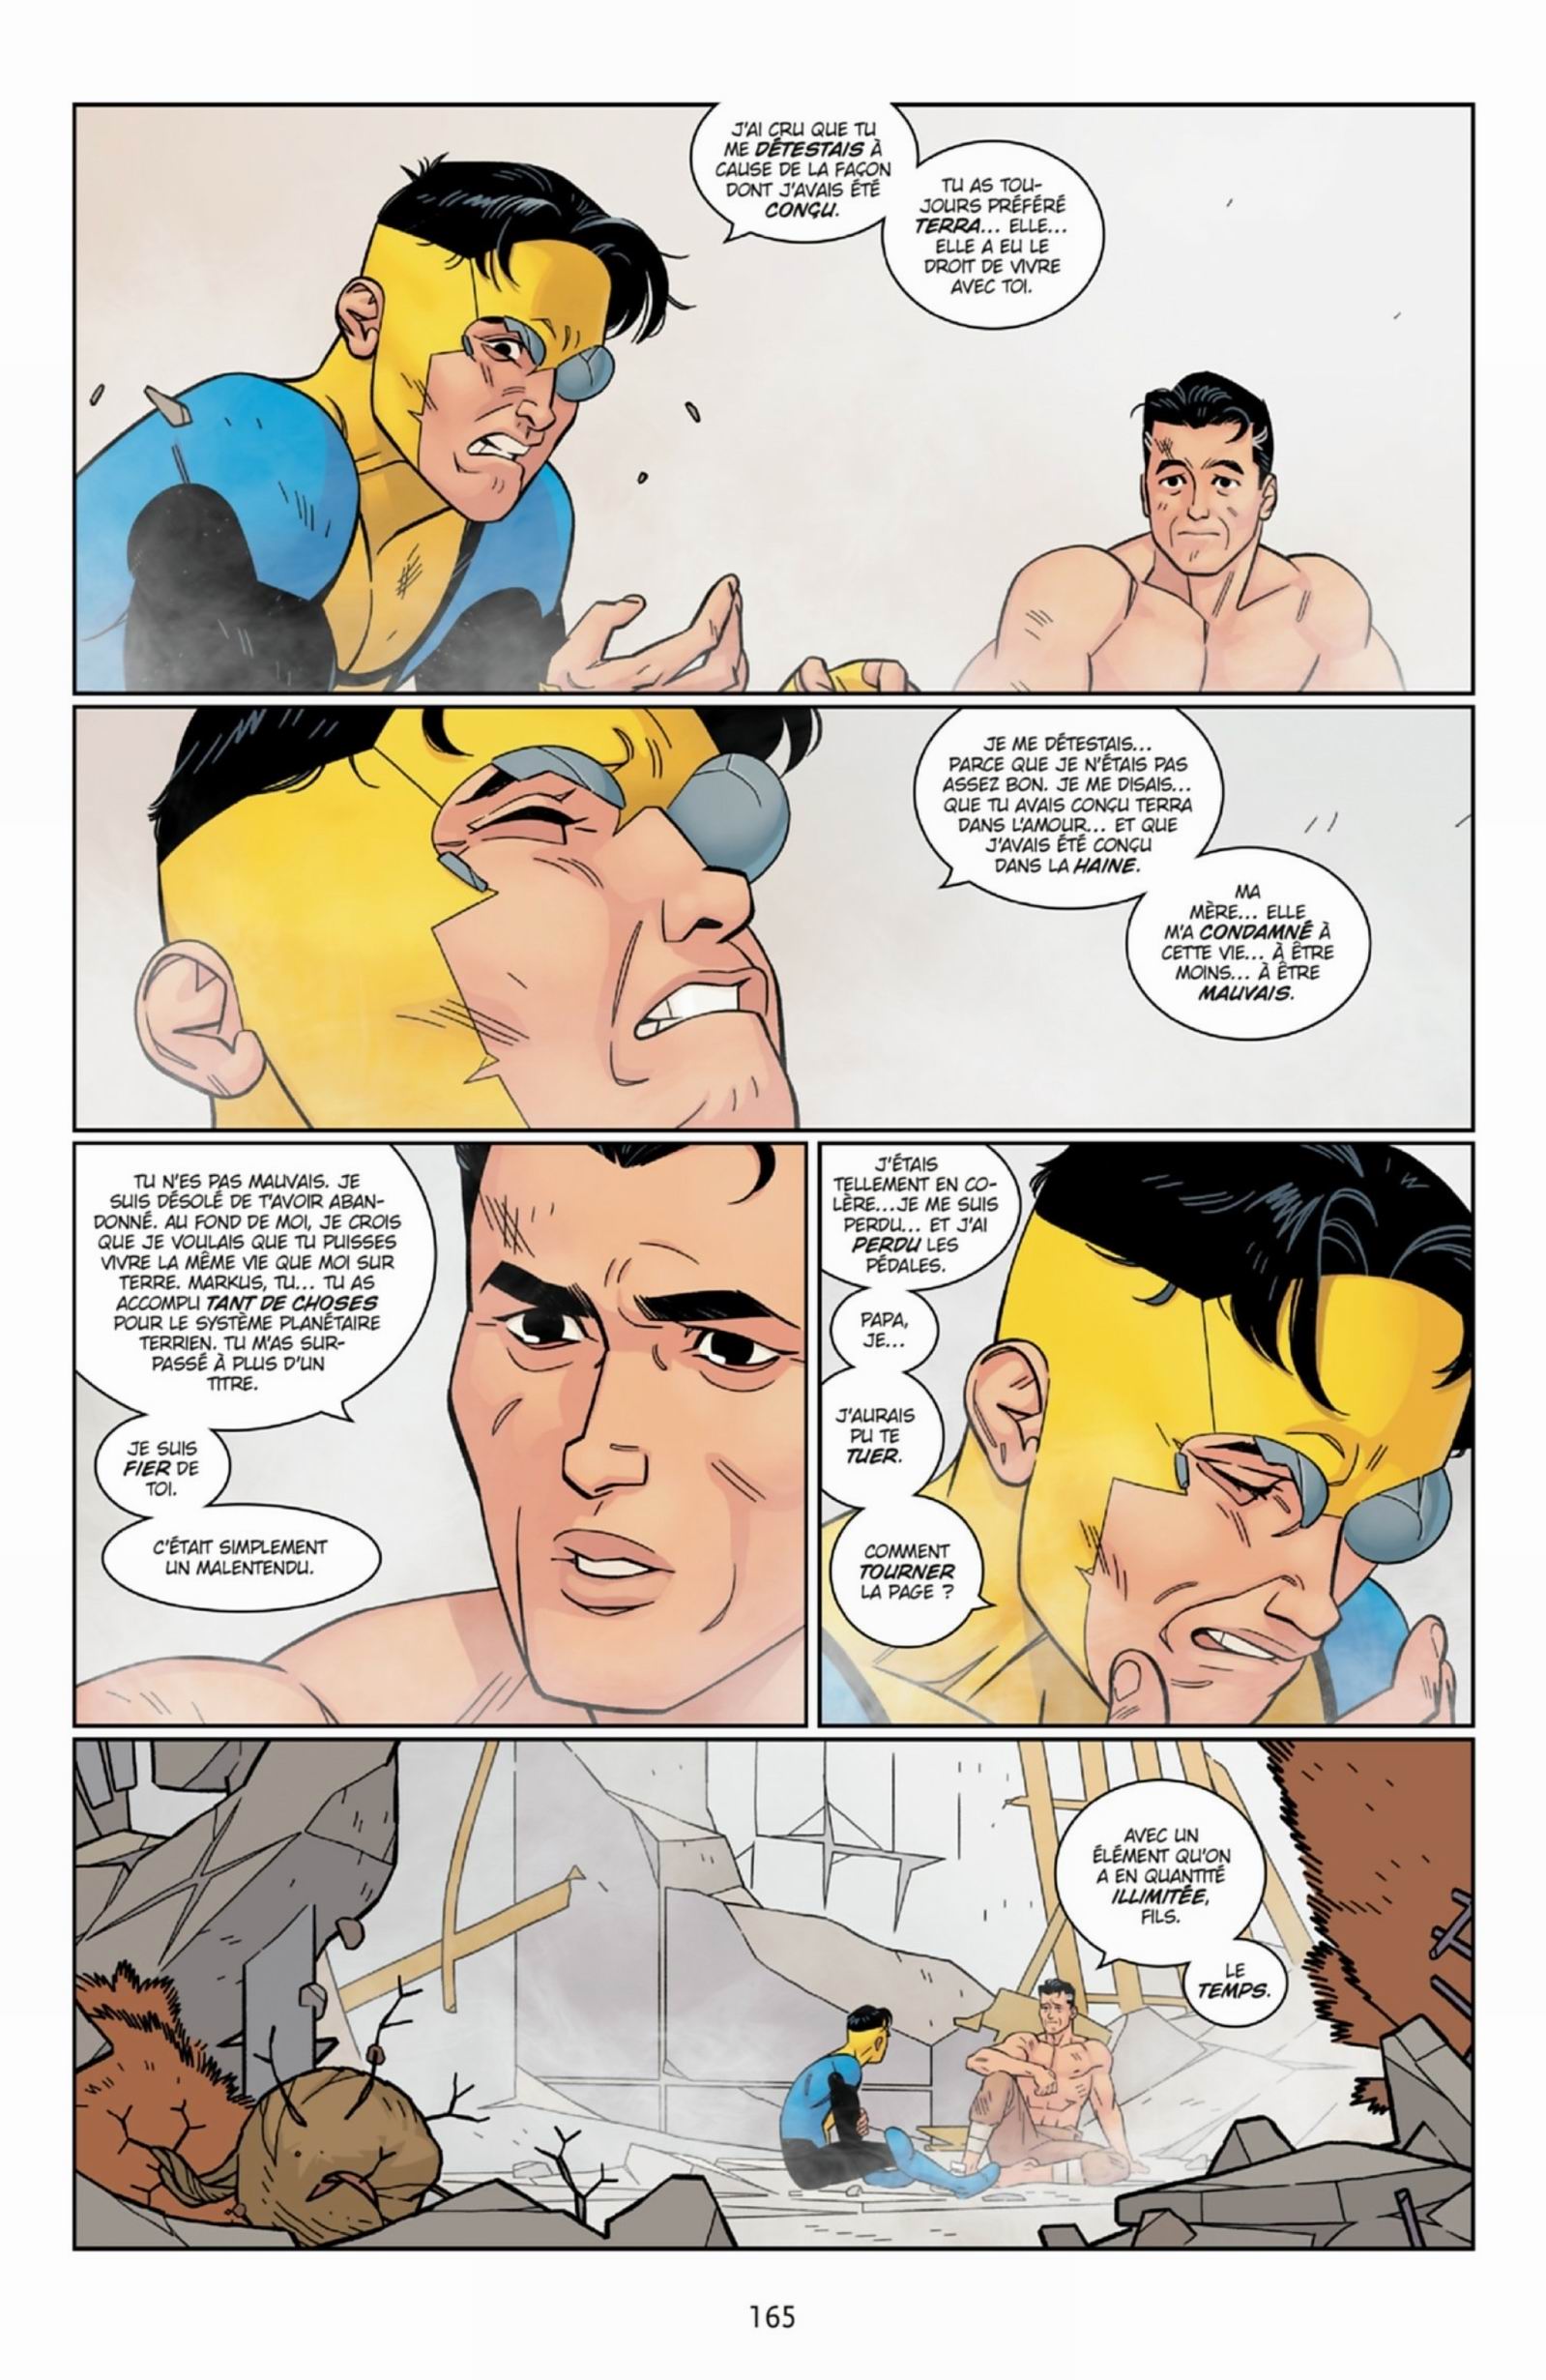 J'AI CRU QUE TU
ME DÉTESTAIS À
CAUSE DE LA FAÇON
DONT J'AVAIS ÉTÉ
CONÇU.
TU AS TOU-
JOURS PRÉFÉRÉ
TERRA... ELLE...
ELLE A EU LE
DROIT DE VIVRE
AVEC TOI.
JE ME DÉTESTAIS...
PARCE QUE JE N'ÉTAIS PAS
ASSEZ BON. JE ME DISAIS...
QUE TU AVAIS CONÇU TERRA
DANS L'AMOUR... ET QUE
J'AVAIS ÉTÉ CONÇU
DANS LA HAINE.
MA
MÈRE... ELLE
M'A CONDAMNÉ À
CETTE VIE... À ÊTRE
MOINS... À ÊTRE
MAUVAIS.
TU N'ES PAS MAUVAIS. JE
SUIS DÉSOLÉ DE T'AVOIR ABAN-
DONNÉ. AU FOND DE MOI, JE CROIS
QUE JE VOULAIS QUE TU PUISSES
VIVRE LA MÊME VIE QUE MOI SUR
TERRE. MARKUS, TU... TU AS
ACCOMPLI TANT DE CHOSES
POUR LE SYSTÈME PLANÉTAIRE
TERRIEN. TU M'AS SUR-
PASSÉ À PLUS D'UN
TITRE.
JE SUIS
FIER DE
TOI.
C'ÉTAIT SIMPLEMENT
UN MALENTENDU.
J'ÉTAIS
TELLEMENT EN CO-
LÈRE...JE ME SUIS
PERDU... ET J'AI
PERDU LES
PÉDALES.
PAPA,
JE...
J'AURAIS
PU TE
TUER.
COMMENT
TOURNER
LA PAGE ?
AVEC UN
ÉLÉMENT QU'ON
A EN QUANTITÉ
ILLIMITÉE,
FILS.
LE
TEMPS.
165